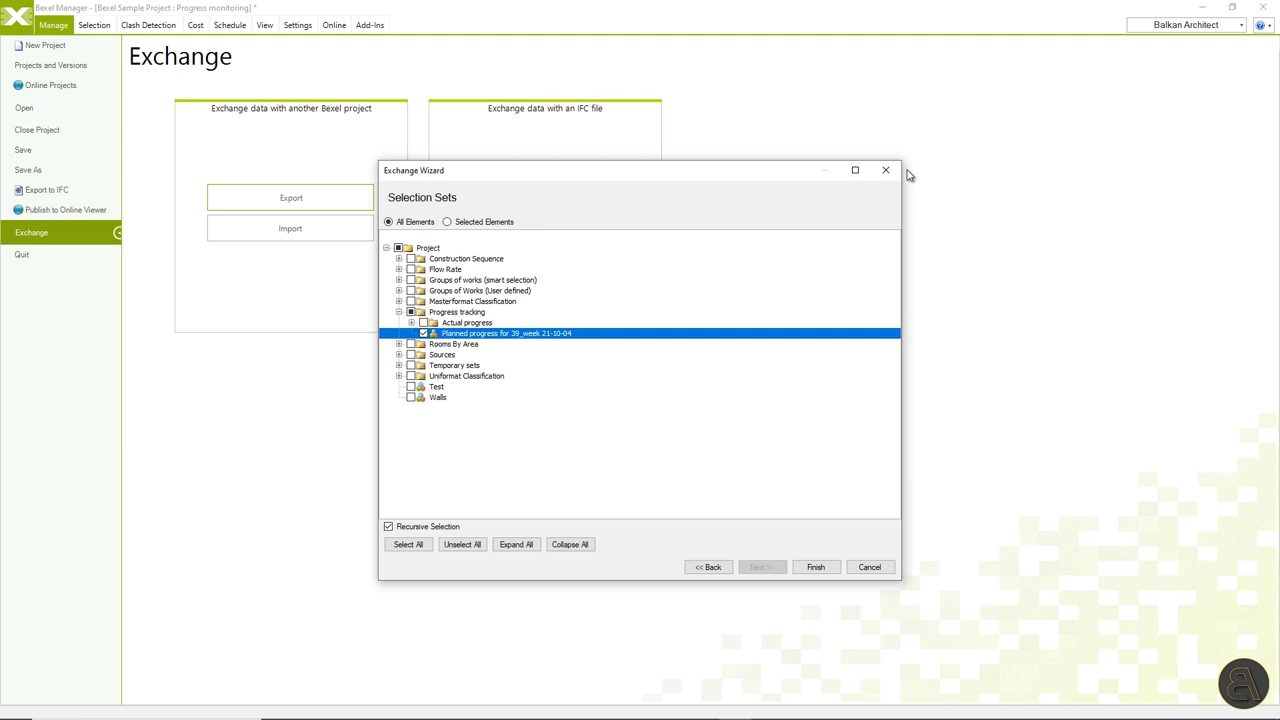 Bexel Manager - [Bexel Sample Project : Progress monitoring] *
Manage Selection Clash Detection Cost Schedule View Settings Online Add-Ins Balkan Architect
New Project
Projects and Versions
Online Projects
Open
Close Project
Save
Save As
Export to IFC
Publish to Online Viewer
Exchange
Quit
Exchange
Exchange data with another Bexel project
Export
Import
Exchange data with an IFC file
Exchange Wizard
Selection Sets
All Elements Selected Elements
Project
Construction Sequence
Flow Rate
Groups of works (smart selection)
Groups of Works (User defined)
Masterformat Classification
Progress tracking
Actual progress
Planned progress for 39_week 21-10-04
Rooms By Area
Sources
Temporary sets
Uniformat Classification
Test
Walls
Recursive Selection
Select All Unselect All Expand All Collapse All
<< Back Next >> Finish Cancel